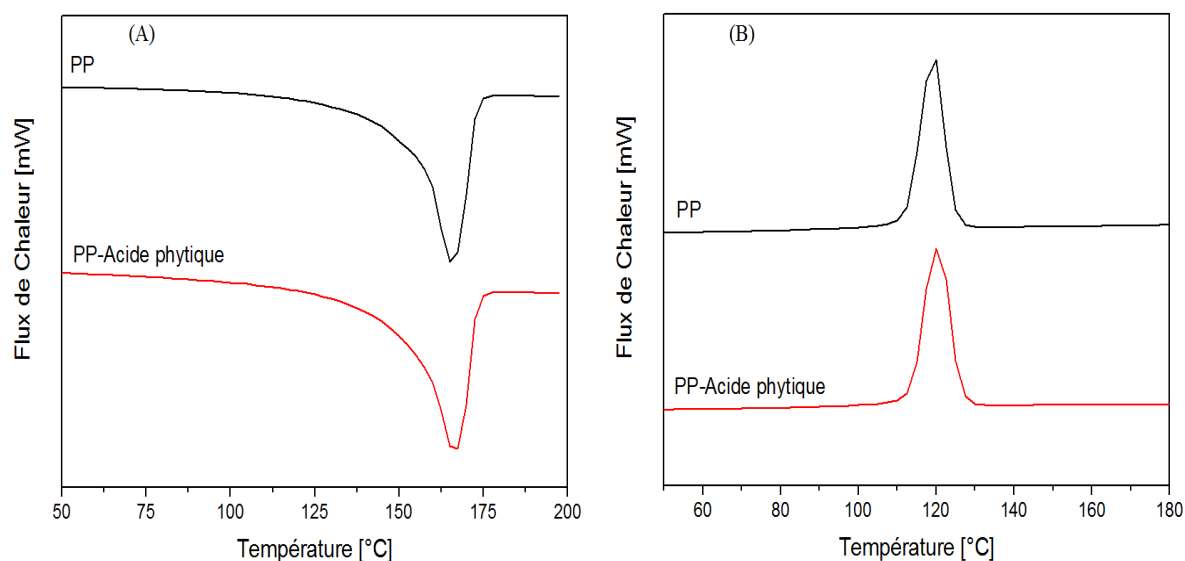 (A)
PP
PP-Acide phytique
Flux de Chaleur [mW]
50 75 100 125 150 175 200
Température [°C]
(B)
PP
PP-Acide phytique
Flux de Chaleur [mW]
60 80 100 120 140 160 180
Température [°C]